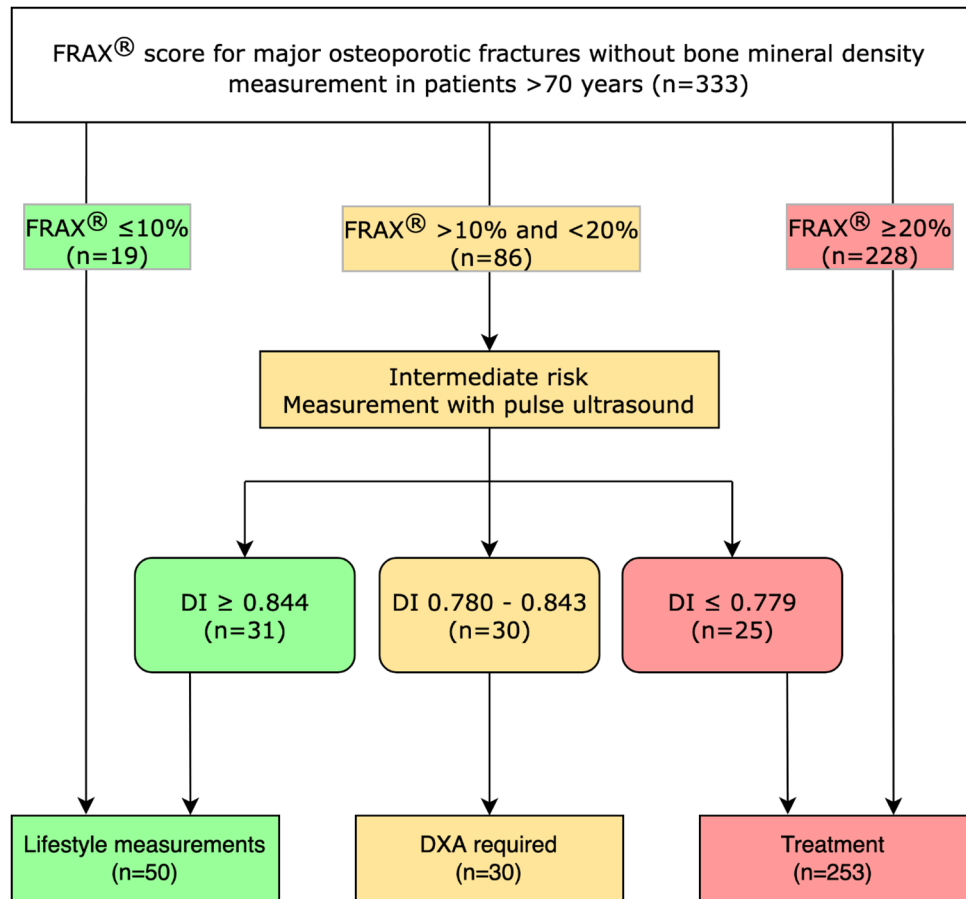 FRAX® score for major osteoporotic fractures without bone mineral density
measurement in patients >70 years (n=333)
FRAX® ≤10%
(n=19)
FRAX® >10% and <20%
(n=86)
FRAX® ≥20%
(n=228)
Intermediate risk
Measurement with pulse ultrasound
DI ≥ 0.844
(n=31)
DI 0.780 - 0.843
(n=30)
DI ≤ 0.779
(n=25)
Lifestyle measurements
(n=50)
DXA required
(n=30)
Treatment
(n=253)